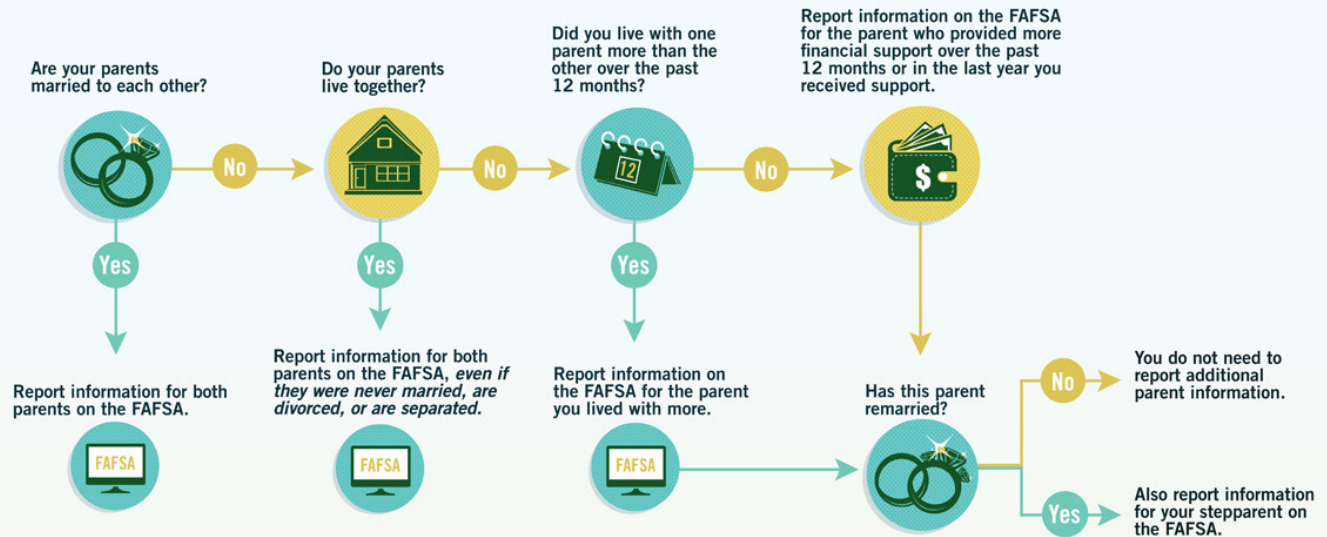 Are your parents
married to each other?
No
Yes
Report information for both
parents on the FAFSA.
FAFSA
Do your parents
live together?
No
Yes
Report information for both
parents on the FAFSA, even if
they were never married, are
divorced, or are separated.
FAFSA
Did you live with one
parent more than the
other over the past
12 months?
12
No
Yes
Report information on
the FAFSA for the parent
you lived with more.
FAFSA
Report information on the FAFSA
for the parent who provided more
financial support over the past
12 months or in the last year you
received support.
$
Has this parent
remarried?
No
You do not need to
report additional
parent information.
Yes
Also report information
for your stepparent on
the FAFSA.